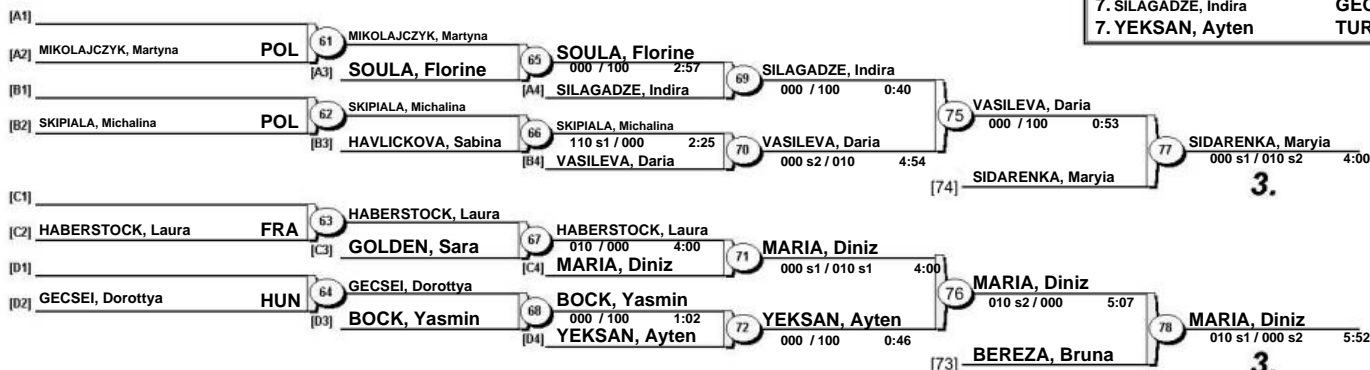 7. SILAGADZE, Indira GEO
7. YEKSAN, Ayten TUR
[A1]
[A2] MIKOLAJCZYK, Martyna POL
61 MIKOLAJCZYK, Martyna
[A3] SOULA, Florine
65 SOULA, Florine
000 / 100 2:57
[A4] SILAGADZE, Indira
69 SILAGADZE, Indira
000 / 100 0:40
[B1]
[B2] SKIPIALA, Michalina POL
62 SKIPIALA, Michalina
[B3] HAVLICKOVA, Sabina
66 SKIPIALA, Michalina
110 s1 / 000 2:25
[B4] VASILEVA, Daria
70 VASILEVA, Daria
000 s2 / 010 4:54
75 VASILEVA, Daria
000 / 100 0:53
[74] SIDARENKA, Maryia
77 SIDARENKA, Maryia
000 s1 / 010 s2 4:00
3.
[C1]
[C2] HABERSTOCK, Laura FRA
63 HABERSTOCK, Laura
[C3] GOLDEN, Sara
67 HABERSTOCK, Laura
010 / 000 4:00
[C4] MARIA, Diniz
71 MARIA, Diniz
000 s1 / 010 s1 4:00
[D1]
[D2] GECSEI, Dorottya HUN
64 GECSEI, Dorottya
[D3] BOCK, Yasmin
68 BOCK, Yasmin
000 / 100 1:02
[D4] YEKSAN, Ayten
72 YEKSAN, Ayten
000 / 100 0:46
76 MARIA, Diniz
010 s2 / 000 5:07
[73] BEREZA, Bruna
78 MARIA, Diniz
010 s1 / 000 s2 5:52
3.